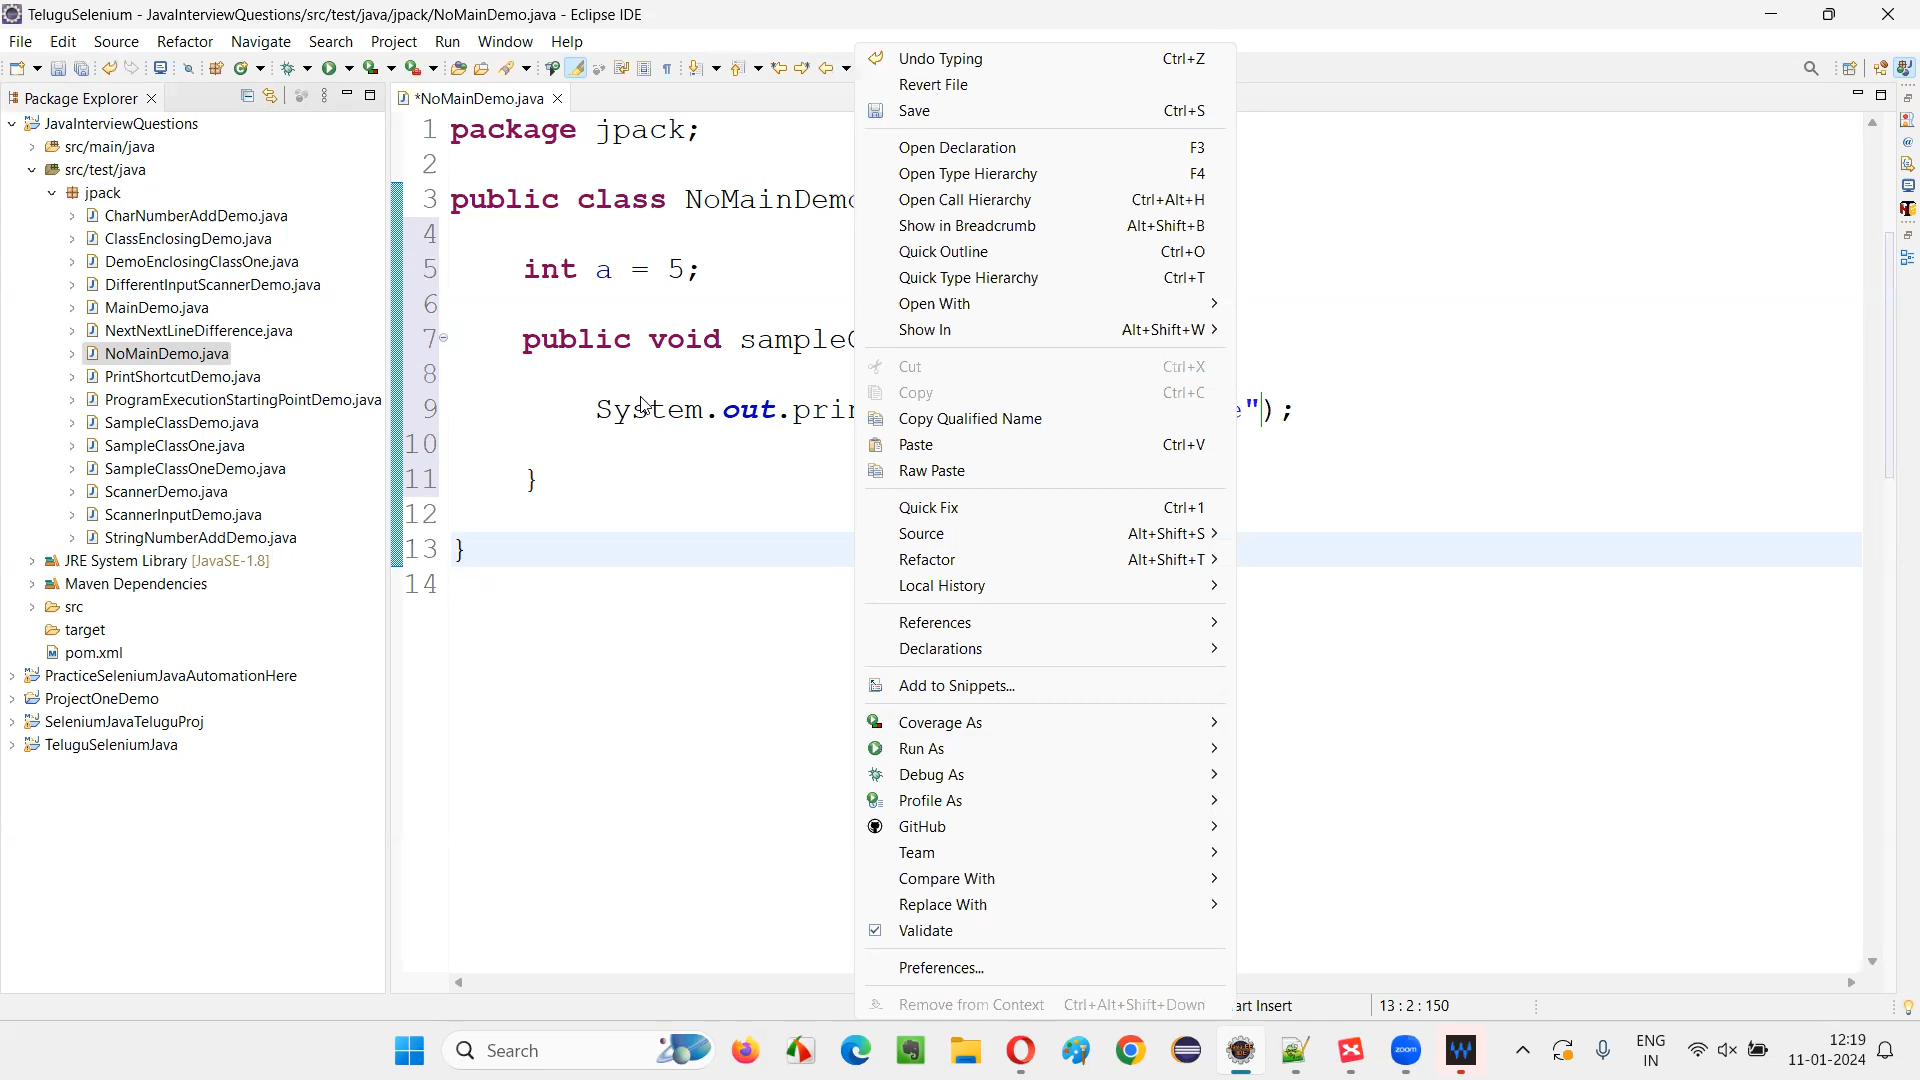 TeluguSelenium - JavaInterviewQuestions/src/test/java/jpack/NoMainDemo.java - Eclipse IDE
File Edit Source Refactor Navigate Search Project Run Window Help
Package Explorer
JavaInterviewQuestions
src/main/java
src/test/java
jpack
CharNumberAddDemo.java
ClassEnclosingDemo.java
DemoEnclosingClassOne.java
DifferentInputScannerDemo.java
MainDemo.java
NextNextLineDifference.java
NoMainDemo.java
PrintShortcutDemo.java
ProgramExecutionStartingPointDemo.java
SampleClassDemo.java
SampleClassOne.java
SampleClassOneDemo.java
ScannerDemo.java
ScannerInputDemo.java
StringNumberAddDemo.java
JRE System Library [JavaSE-1.8]
Maven Dependencies
src
target
pom.xml
PracticeSeleniumJavaAutomationHere
ProjectOneDemo
SeleniumJavaTeluguProj
TeluguSeleniumJava
*NoMainDemo.java
1 package jpack;
2
3 public class NoMainDemo
4
5 int a = 5;
6
7 public void sample
8
9 System.out.prin e");
10
11 }
12
13 }
14
Undo Typing Ctrl+Z
Revert File
Save Ctrl+S
Open Declaration F3
Open Type Hierarchy F4
Open Call Hierarchy Ctrl+Alt+H
Show in Breadcrumb Alt+Shift+B
Quick Outline Ctrl+O
Quick Type Hierarchy Ctrl+T
Open With
Show In Alt+Shift+W
Cut Ctrl+X
Copy Ctrl+C
Copy Qualified Name
Paste Ctrl+V
Raw Paste
Quick Fix Ctrl+1
Source Alt+Shift+S
Refactor Alt+Shift+T
Local History
References
Declarations
Add to Snippets...
Coverage As
Run As
Debug As
Profile As
GitHub
Team
Compare With
Replace With
Validate
Preferences...
Remove from Context Ctrl+Alt+Shift+Down
art Insert 13 : 2 : 150
Search
zoom
ENG
IN
12:19
11-01-2024